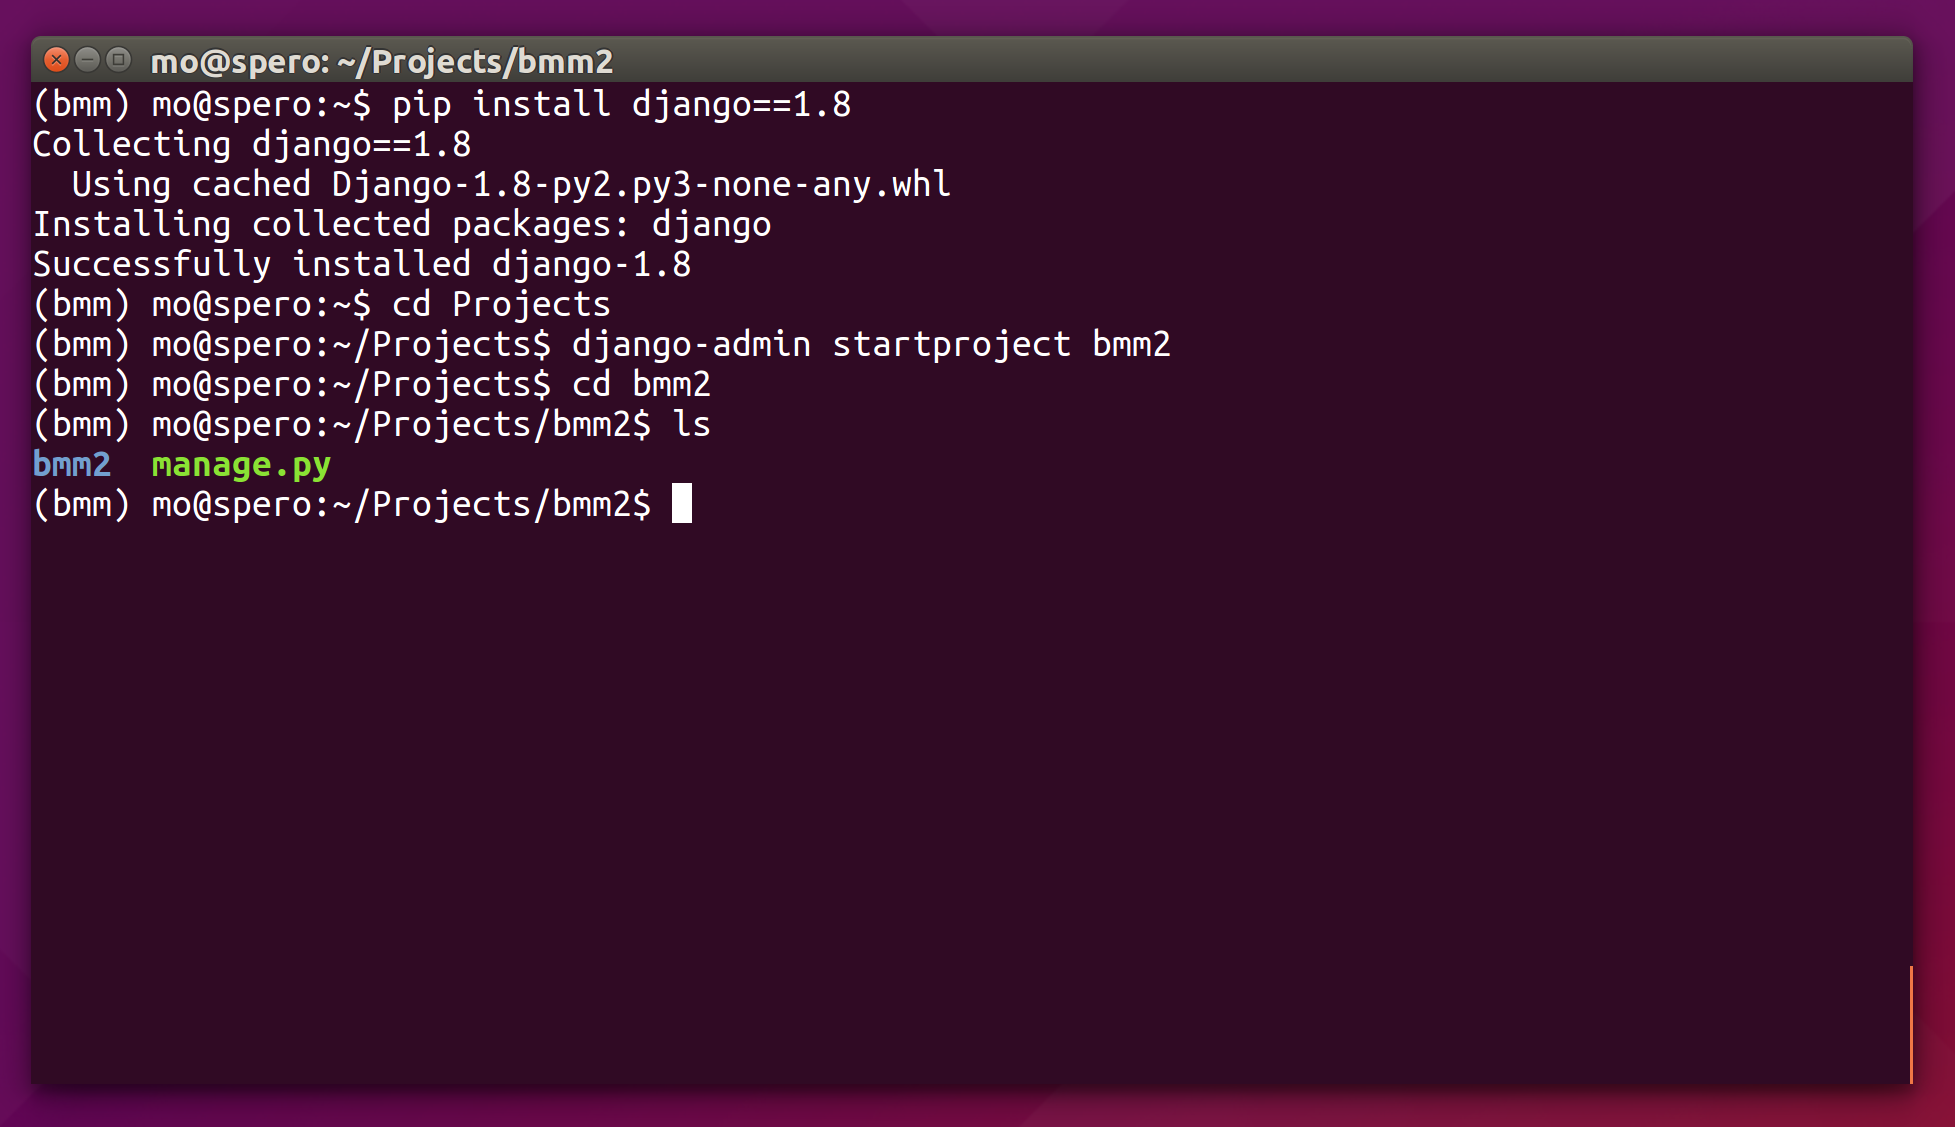 mo@spero: ~/Projects/bmm2
(bmm) mo@spero:~$ pip install django==1.8
Collecting django==1.8
  Using cached Django-1.8-py2.py3-none-any.whl
Installing collected packages: django
Successfully installed django-1.8
(bmm) mo@spero:~$ cd Projects
(bmm) mo@spero:~/Projects$ django-admin startproject bmm2
(bmm) mo@spero:~/Projects$ cd bmm2
(bmm) mo@spero:~/Projects/bmm2$ ls
bmm2  manage.py
(bmm) mo@spero:~/Projects/bmm2$